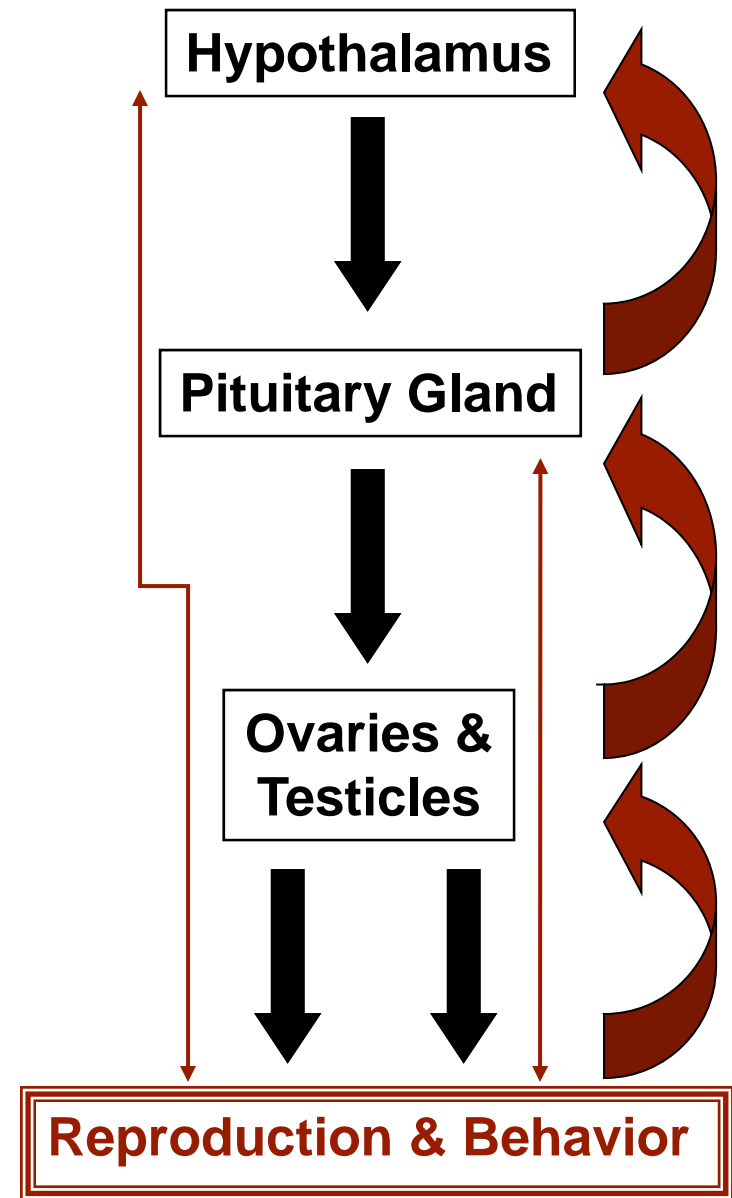 Hypothalamus
Pituitary Gland
Ovaries &
Testicles
Reproduction & Behavior